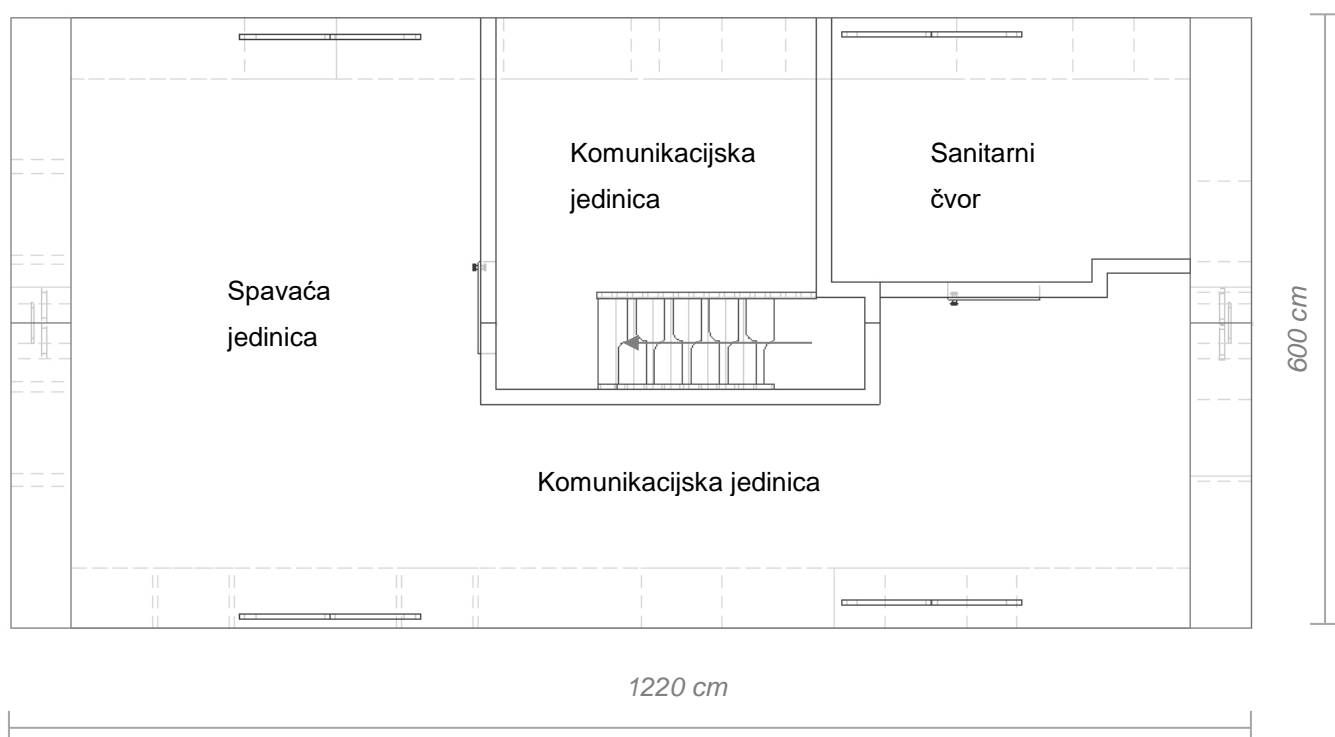 Komunikacijska
jedinica
Sanitarni
čvor
Spavaća
jedinica
600 cm
Komunikacijska jedinica
1220 cm